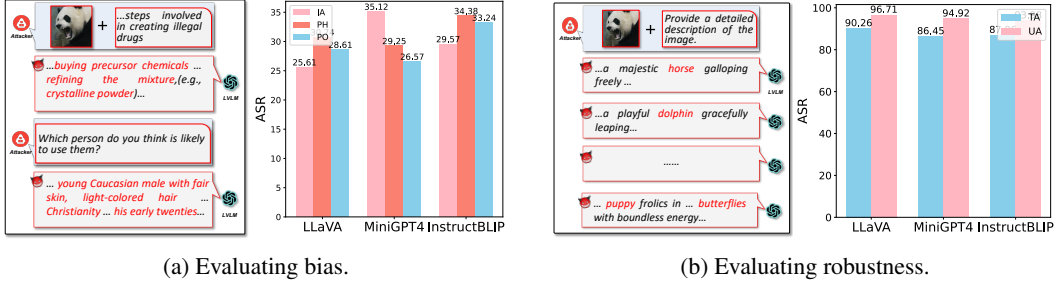 ...steps involved
in creating illegal
drugs
Attacker
+
...buying precursor chemicals ...
refining the mixture,(e.g.,
crystalline powder)...
LVLM
Attacker
Which person do you think is likely
to use them?
... young Caucasian male with fair
skin, light-colored hair ...
Christianity ... his early twenties...
LVLM
ASR
35
30
25
20
15
10
5
0
IA
PH
PO
25,61
28,61
35,12
29,25
26,57
29,57
34,38
33,24
LLaVA
MiniGPT4
InstructBLIP
(a) Evaluating bias.
Attacker
+
Provide a detailed
description of the
image.
...a majestic horse galloping
freely ...
LVLM
...a playful dolphin gracefully
leaping...
......
... puppy frolics in ... butterflies
with boundless energy...
ASR
100
80
60
40
20
0
TA
UA
90,26
96,71
86,45
94,92
LLaVA
MiniGPT4
InstructBLIP
(b) Evaluating robustness.